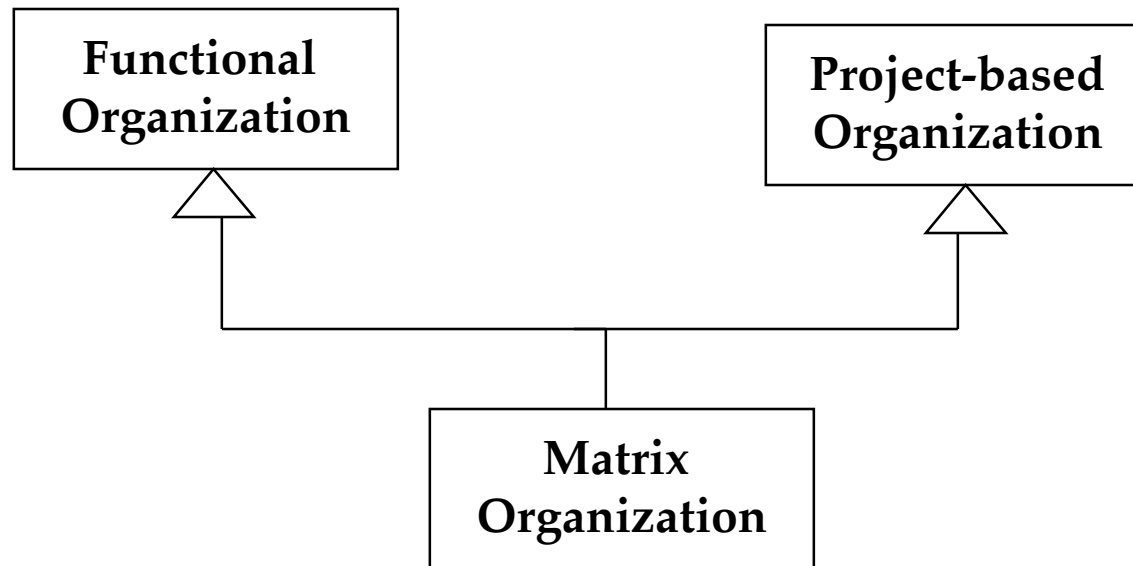 Functional
Organization
Project-based
Organization
Matrix
Organization